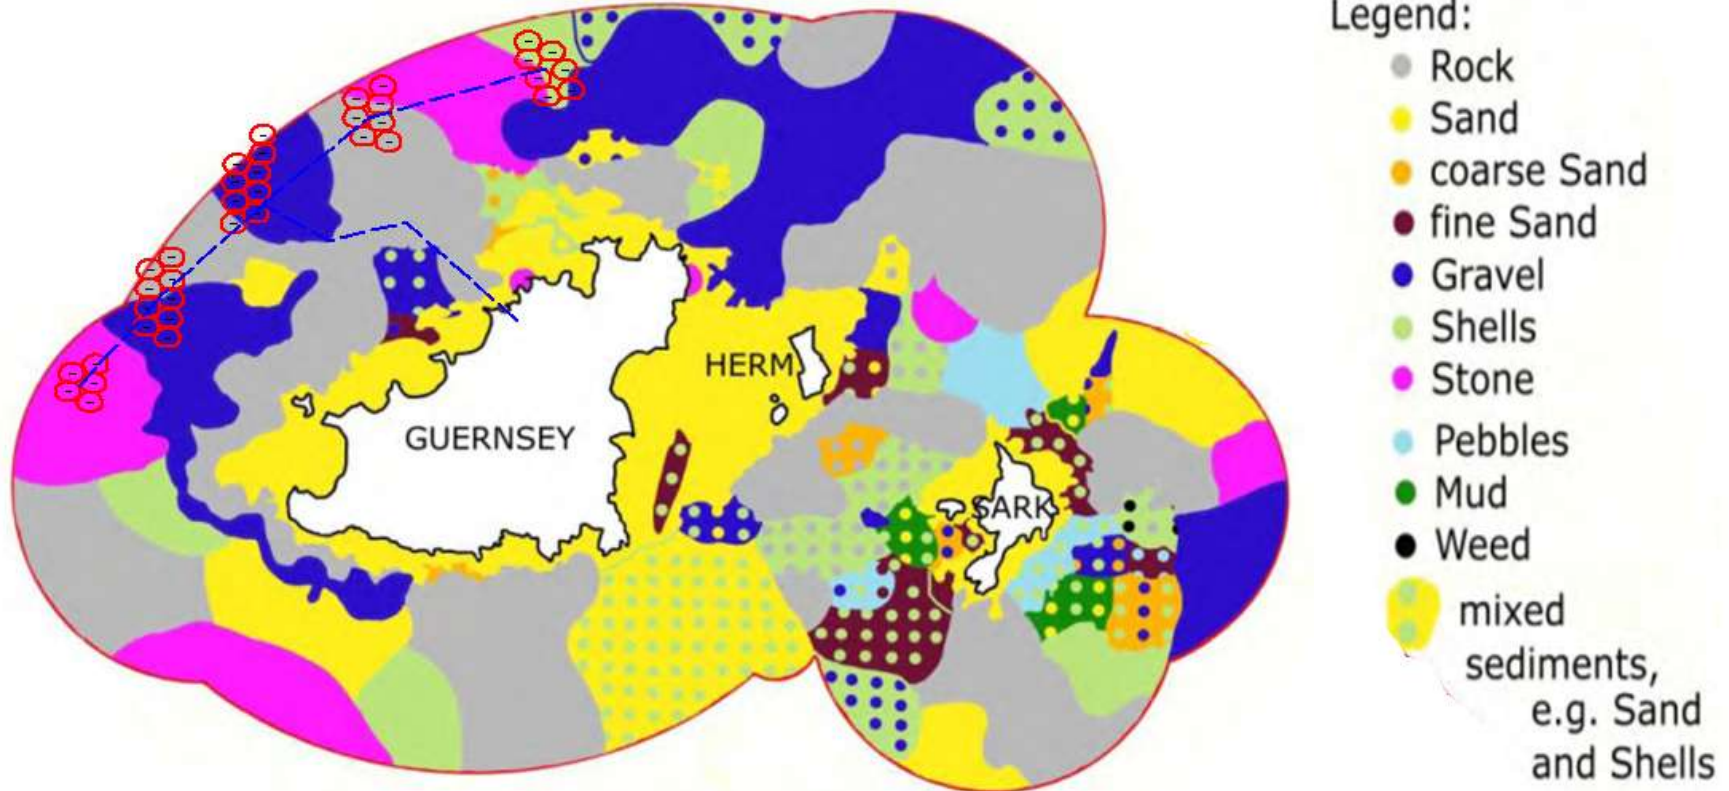 Legend:
Rock
Sand
coarse Sand
fine Sand
Gravel
Shells
Stone
Pebbles
Mud
Weed
mixed
sediments,
e.g. Sand
and Shells
HERM
GUERNSEY
SARK